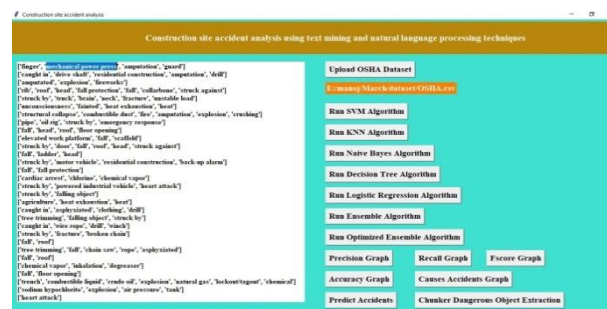 Construction site accident analysis
Construction site accident analysis using text mining and natural language processing techniques
['finger', 'mechanical power press', 'amputation', 'guard']
['caught in', 'drive shaft', 'residential construction', 'amputation', 'drill']
['amputated', 'explosion', 'fireworks']
['rib', 'roof', 'head', 'fall protection', 'fall', 'collarbone', 'struck against']
['struck by', 'truck', 'brain', 'neck', 'fracture', 'unstable load']
['unconsciousness', 'fainted', 'heat exhaustion', 'heat']
['structural collapse', 'combustible dust', 'fire', 'amputation', 'explosion', 'crushing']
['pipe', 'oil rig', 'struck by', 'emergency response']
['fall', 'head', 'roof', 'floor opening']
['elevated work platform', 'fall', 'scaffold']
['struck by', 'door', 'fall', 'roof', 'head', 'struck against']
['fall', 'ladder', 'head']
['struck by', 'motor vehicle', 'residential construction', 'back-up alarm']
['fall', 'fall protection']
['cardiac arrest', 'chlorine', 'chemical vapor']
['struck by', 'powered industrial vehicle', 'heart attack']
['struck by', 'falling object']
['agriculture', 'heat exhaustion', 'heat']
['caught in', 'asphyxiated', 'clothing', 'drill']
['tree trimming', 'falling object', 'struck by']
['caught in', 'wire rope', 'drill', 'winch']
['struck by', 'fracture', 'broken chain']
['fall', 'roof']
['tree trimming', 'fall', 'chain saw', 'rope', 'asphyxiated']
['fall', 'roof']
['chemical vapor', 'inhalation', 'degreaser']
['fall', 'floor opening']
['trench', 'combustible liquid', 'crude oil', 'explosion', 'natural gas', 'lockout/tagout', 'chemical']
['sodium hypochlorite', 'explosion', 'air pressure', 'tank']
['heart attack']
Upload OSHA Dataset
E:/manoj/March/dataset/OSHA.csv
Run SVM Algorithm
Run KNN Algorithm
Run Naive Bayes Algorithm
Run Decision Tree Algorithm
Run Logistic Regression Algorithm
Run Ensemble Algorithm
Run Optimized Ensemble Algorithm
Precision Graph Recall Graph Fscore Graph
Accuracy Graph Causes Accidents Graph
Predict Accidents Chunker Dangerous Object Extraction